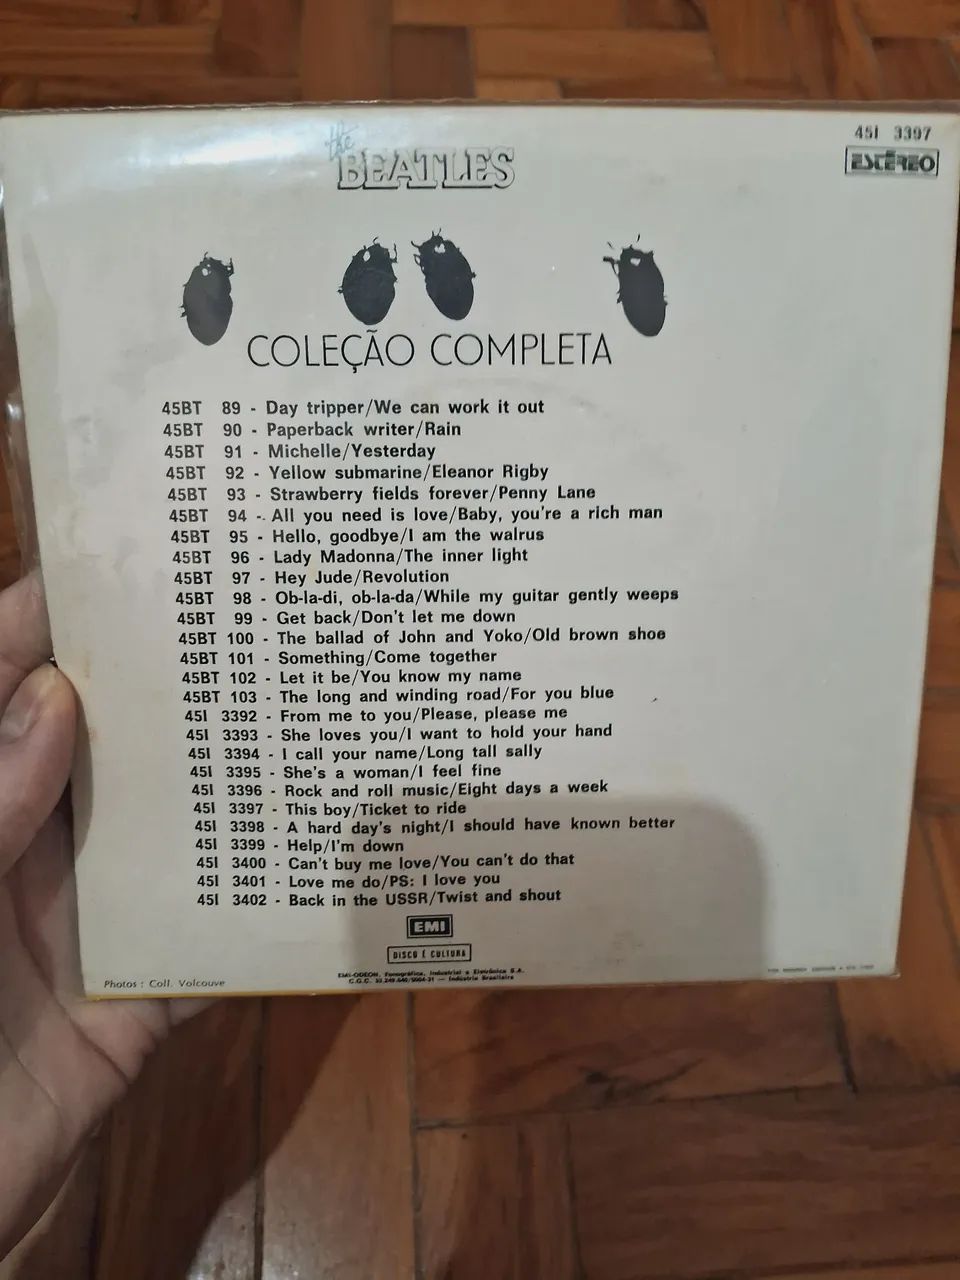 45I 3397
ESTÉREO
the
BEATLES
COLEÇÃO COMPLETA
45BT 89 - Day tripper/We can work it out
45BT 90 - Paperback writer/Rain
45BT 91 - Michelle/Yesterday
45BT 92 - Yellow submarine/Eleanor Rigby
45BT 93 - Strawberry fields forever/Penny Lane
45BT 94 - All you need is love/Baby, you're a rich man
45BT 95 - Hello, goodbye/I am the walrus
45BT 96 - Lady Madonna/The inner light
45BT 97 - Hey Jude/Revolution
45BT 98 - Ob-la-di, ob-la-da/While my guitar gently weeps
45BT 99 - Get back/Don't let me down
45BT 100 - The ballad of John and Yoko/Old brown shoe
45BT 101 - Something/Come together
45BT 102 - Let it be/You know my name
45BT 103 - The long and winding road/For you blue
45I 3392 - From me to you/Please, please me
45I 3393 - She loves you/I want to hold your hand
45I 3394 - I call your name/Long tall sally
45I 3395 - She's a woman/I feel fine
45I 3396 - Rock and roll music/Eight days a week
45I 3397 - This boy/Ticket to ride
45I 3398 - A hard day's night/I should have known better
45I 3399 - Help/I'm down
45I 3400 - Can't buy me love/You can't do that
45I 3401 - Love me do/PS: I love you
45I 3402 - Back in the USSR/Twist and shout
EMI
DISCO É CULTURA
EMI-ODEON, Fonográfica, Industrial e Eletrônica S.A.
C.G.C. — Indústria Brasileira
Photos : Coll. Volcouve